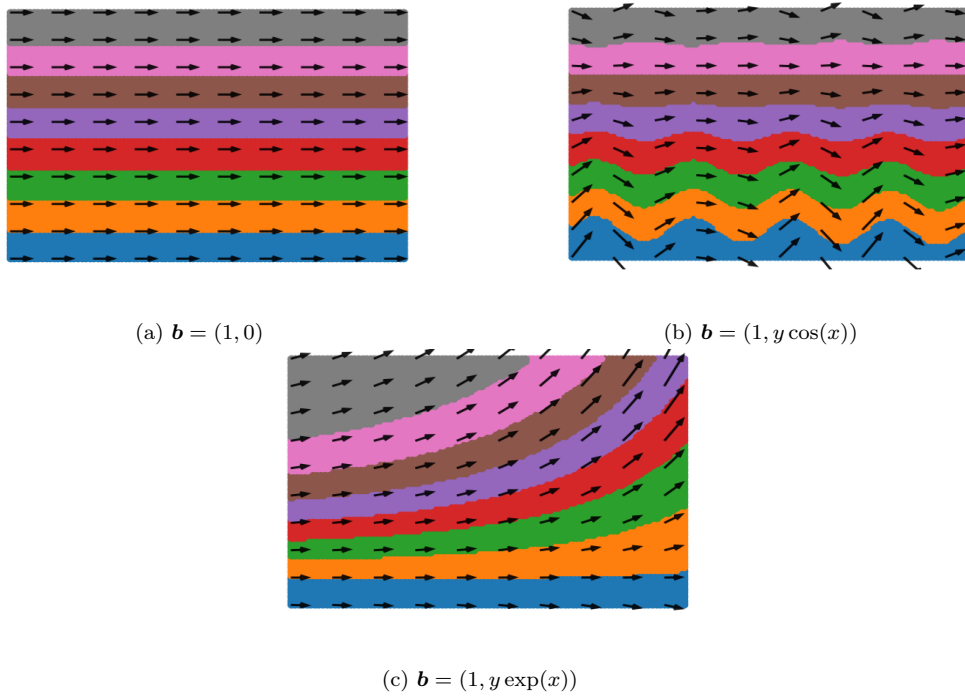 (a) b = (1, 0)
(b) b = (1, y cos(x))
(c) b = (1, y exp(x))